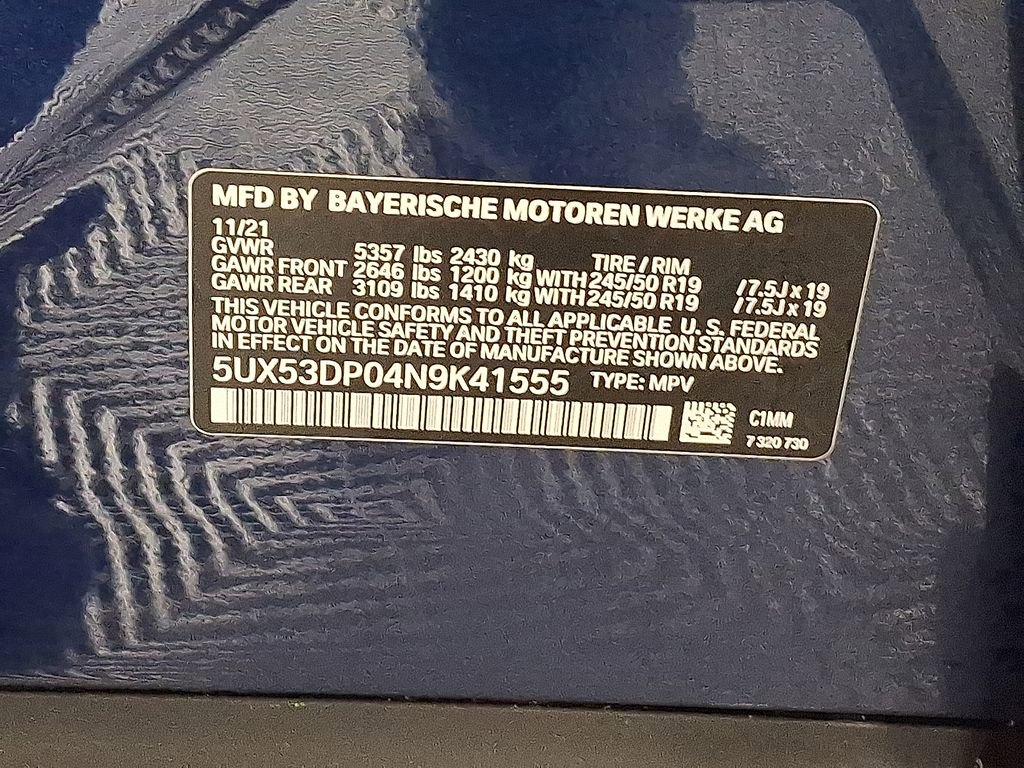 MFD BY BAYERISCHE MOTOREN WERKE AG
11/21
GVWR 5357 lbs 2430 kg TIRE / RIM
GAWR FRONT 2646 lbs 1200 kg WITH 245/50 R19 /7.5J x 19
GAWR REAR 3109 lbs 1410 kg WITH 245/50 R19 /7.5J x 19
THIS VEHICLE CONFORMS TO ALL APPLICABLE U.S. FEDERAL
MOTOR VEHICLE SAFETY AND THEFT PREVENTION STANDARDS
IN EFFECT ON THE DATE OF MANUFACTURE SHOWN ABOVE.
5UX53DP04N9K41555 TYPE: MPV
C1MM
7 320 730